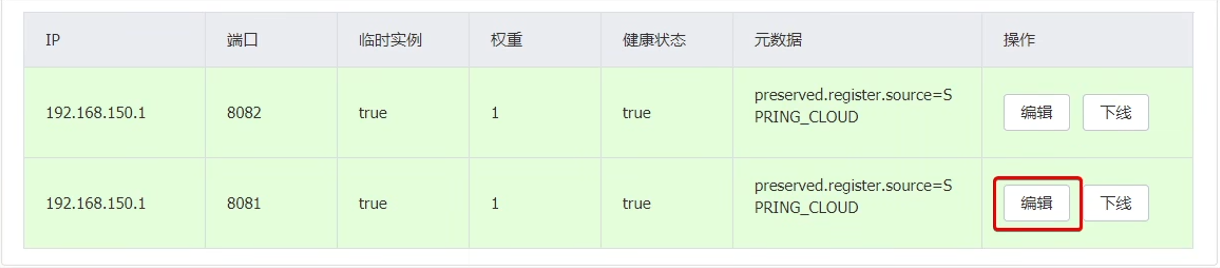 IP 端口 临时实例 权重 健康状态 元数据 操作
192.168.150.1 8082 true 1 true preserved.register.source=S
PRING_CLOUD 编辑 下线
192.168.150.1 8081 true 1 true preserved.register.source=S
PRING_CLOUD 编辑 下线